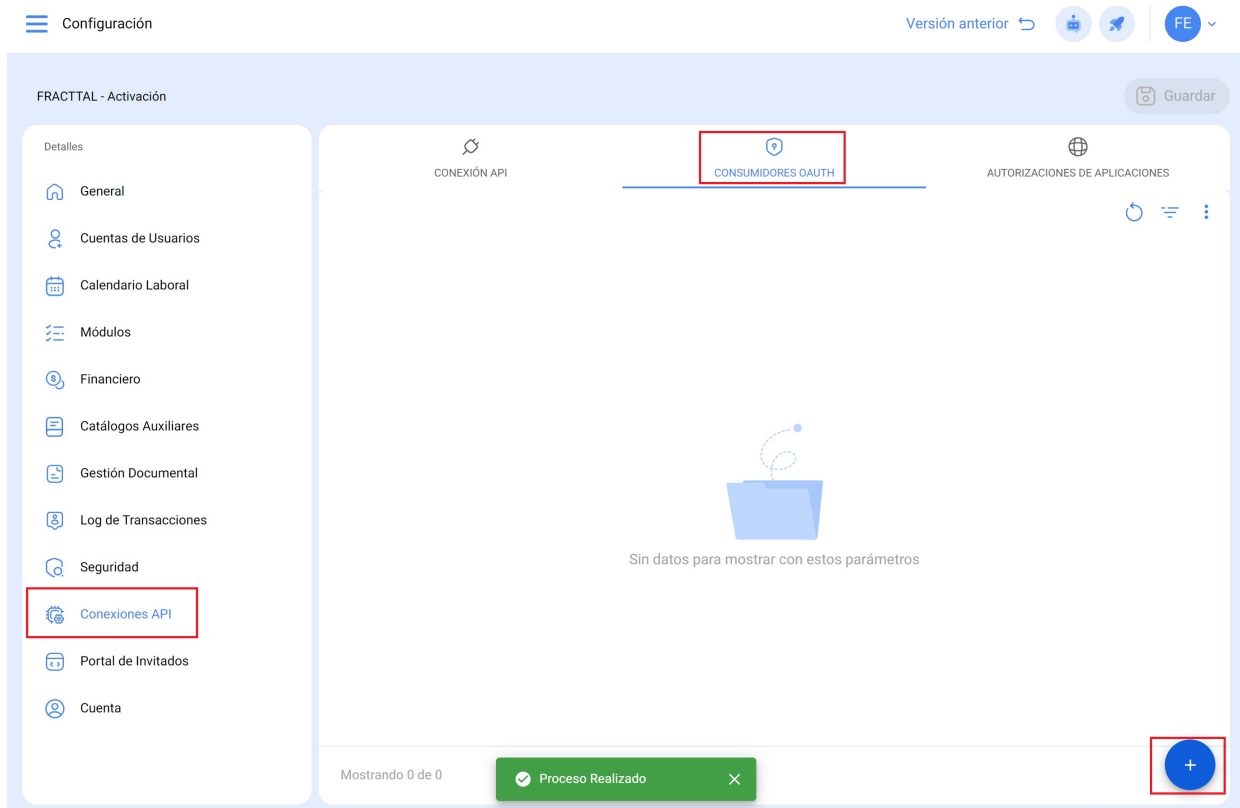 Configuración
Versión anterior
FE
FRACTTAL - Activación
Guardar
Detalles
General
Cuentas de Usuarios
Calendario Laboral
Módulos
Financiero
Catálogos Auxiliares
Gestión Documental
Log de Transacciones
Seguridad
Conexiones API
Portal de Invitados
Cuenta
CONEXIÓN API
CONSUMIDORES OAUTH
AUTORIZACIONES DE APLICACIONES
Sin datos para mostrar con estos parámetros
Mostrando 0 de 0
Proceso Realizado